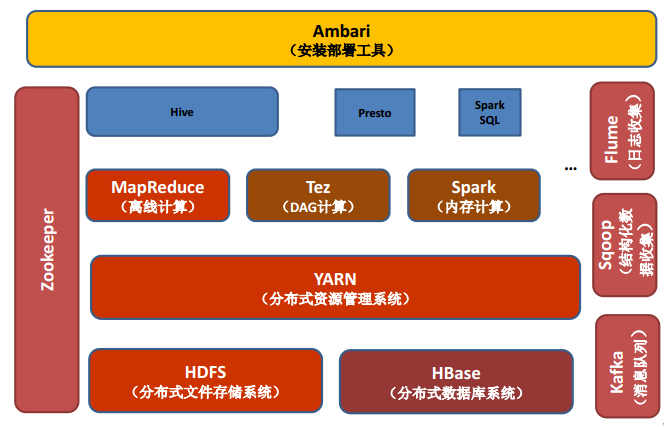 Ambari
（安装部署工具）
Zookeeper
Hive
Presto
Spark
SQL
Flume
（日志收集）
...
MapReduce
（离线计算）
Tez
（DAG计算）
Spark
（内存计算）
Sqoop
（结构化数
据收集）
YARN
（分布式资源管理系统）
HDFS
（分布式文件存储系统）
HBase
（分布式数据库系统）
Kafka
（消息队列）